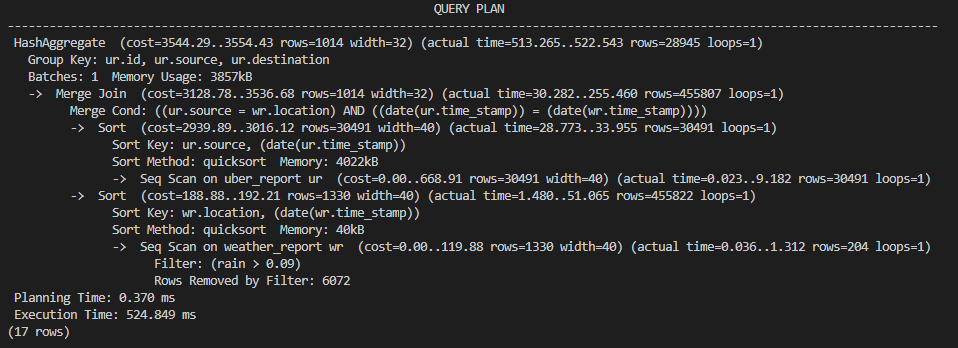 QUERY PLAN
--------------------------------------------------------------------------------------------------------------------------------------
HashAggregate  (cost=3544.29..3554.43 rows=1014 width=32) (actual time=513.265..522.543 rows=28945 loops=1)
  Group Key: ur.id, ur.source, ur.destination
  Batches: 1  Memory Usage: 3857kB
  ->  Merge Join  (cost=3128.78..3536.68 rows=1014 width=32) (actual time=30.282..255.460 rows=455807 loops=1)
        Merge Cond: ((ur.source = wr.location) AND ((date(ur.time_stamp)) = (date(wr.time_stamp))))
        ->  Sort  (cost=2939.89..3016.12 rows=30491 width=40) (actual time=28.773..33.955 rows=30491 loops=1)
              Sort Key: ur.source, (date(ur.time_stamp))
              Sort Method: quicksort  Memory: 4022kB
              ->  Seq Scan on uber_report ur  (cost=0.00..668.91 rows=30491 width=40) (actual time=0.023..9.182 rows=30491 loops=1)
        ->  Sort  (cost=188.88..192.21 rows=1330 width=40) (actual time=1.480..51.065 rows=455822 loops=1)
              Sort Key: wr.location, (date(wr.time_stamp))
              Sort Method: quicksort  Memory: 40kB
              ->  Seq Scan on weather_report wr  (cost=0.00..119.88 rows=1330 width=40) (actual time=0.036..1.312 rows=204 loops=1)
                    Filter: (rain > 0.09)
                    Rows Removed by Filter: 6072
Planning Time: 0.370 ms
Execution Time: 524.849 ms
(17 rows)